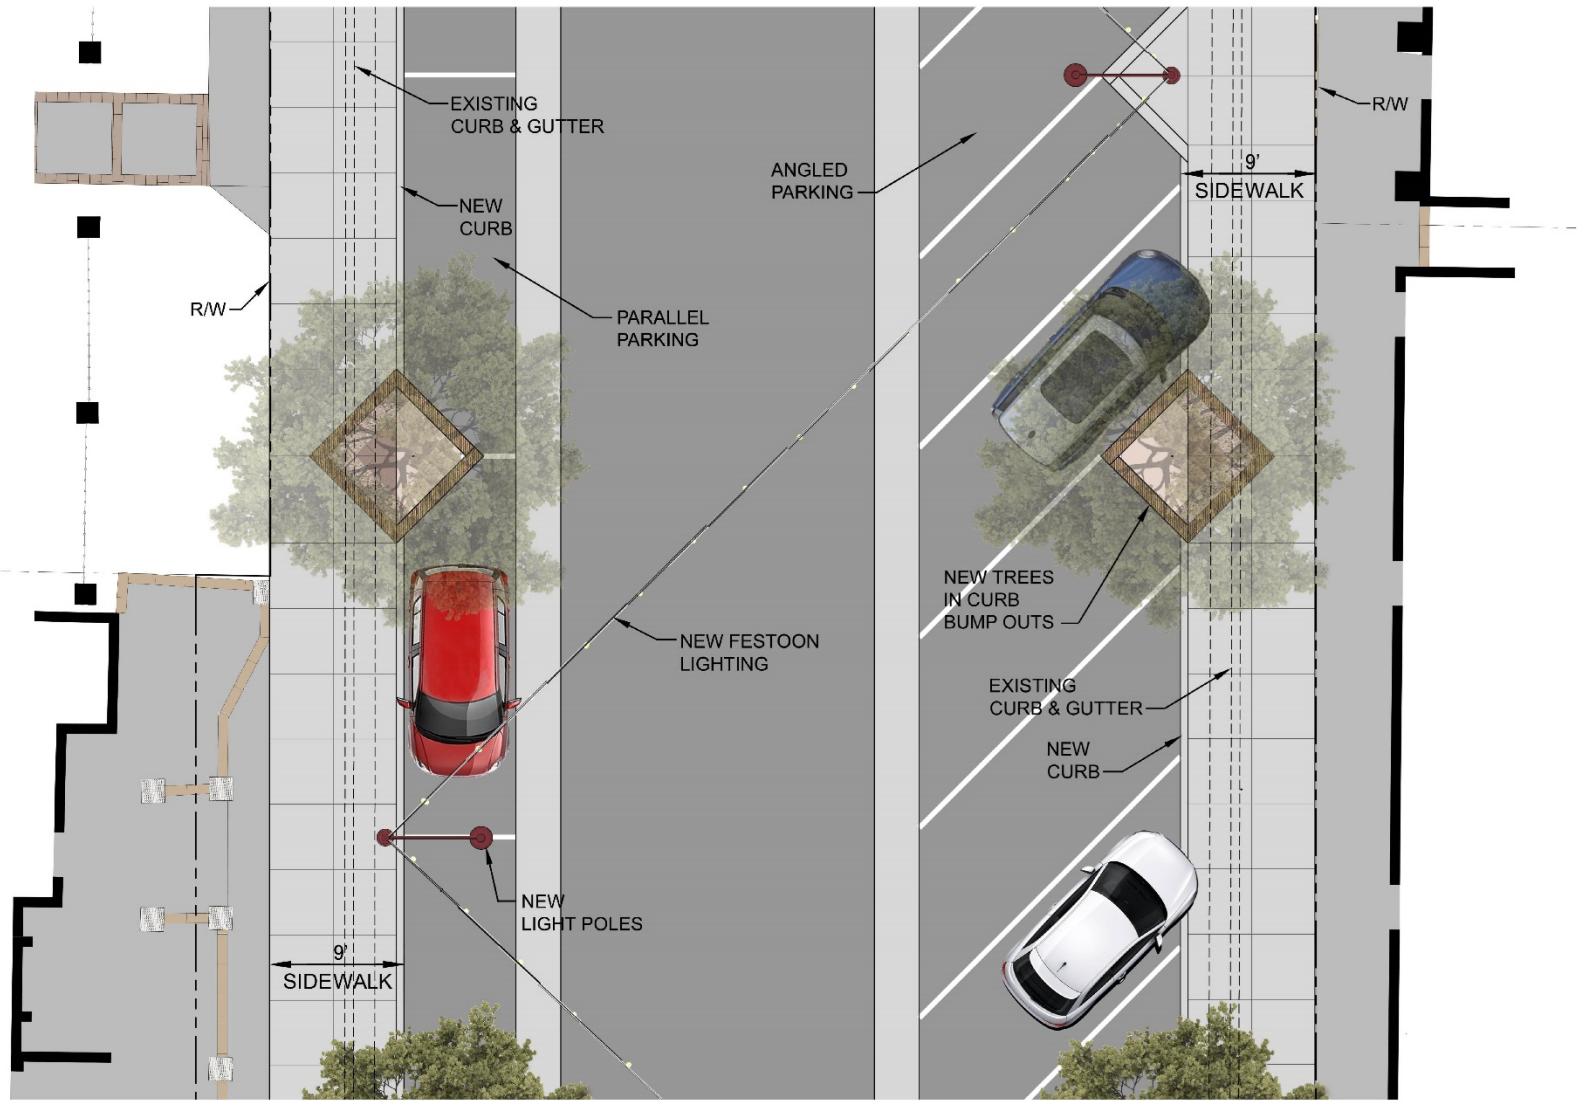 EXISTING
CURB & GUTTER
R/W
ANGLED
PARKING
9'
SIDEWALK
NEW
CURB
R/W
PARALLEL
PARKING
NEW TREES
IN CURB
BUMP OUTS
NEW FESTOON
LIGHTING
EXISTING
CURB & GUTTER
NEW
CURB
NEW
LIGHT POLES
9'
SIDEWALK